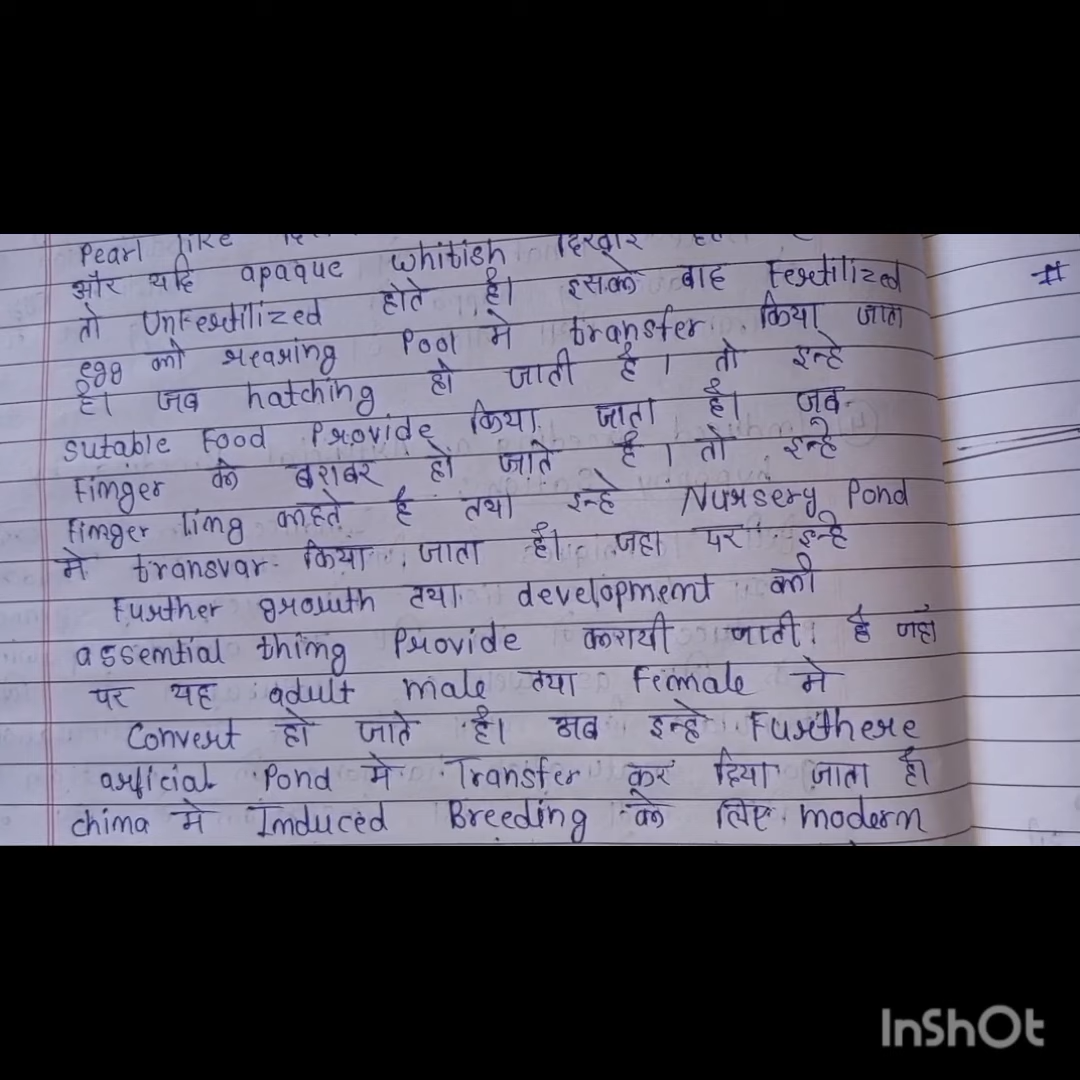 Pearl like
और यदि apaque whitish दिखाई
तो UnFertilized होते है। इसके बाद Fertilized
egg को rearing Pool मे transfer किया जाता
है। जब hatching हो जाती है। तो इन्हे
sutable Food Provide किया जाता है। जब
Fimger के बराबर हो जाते है। तो इन्हे
Fimger ling कहते है तथा इन्हे Nursery Pond
मे transvar किया जाता है। जहा पर इन्हे
Further growth तथा development की
assential thing Provide करायी जाती है जहाँ
पर यह adult male तथा Female मे
Convert हो जाते है। अब इन्हे Furthere
arficial Pond मे Transfer कर दिया जाता है।
china मे Induced Breeding के लिए modern
#
InShOt